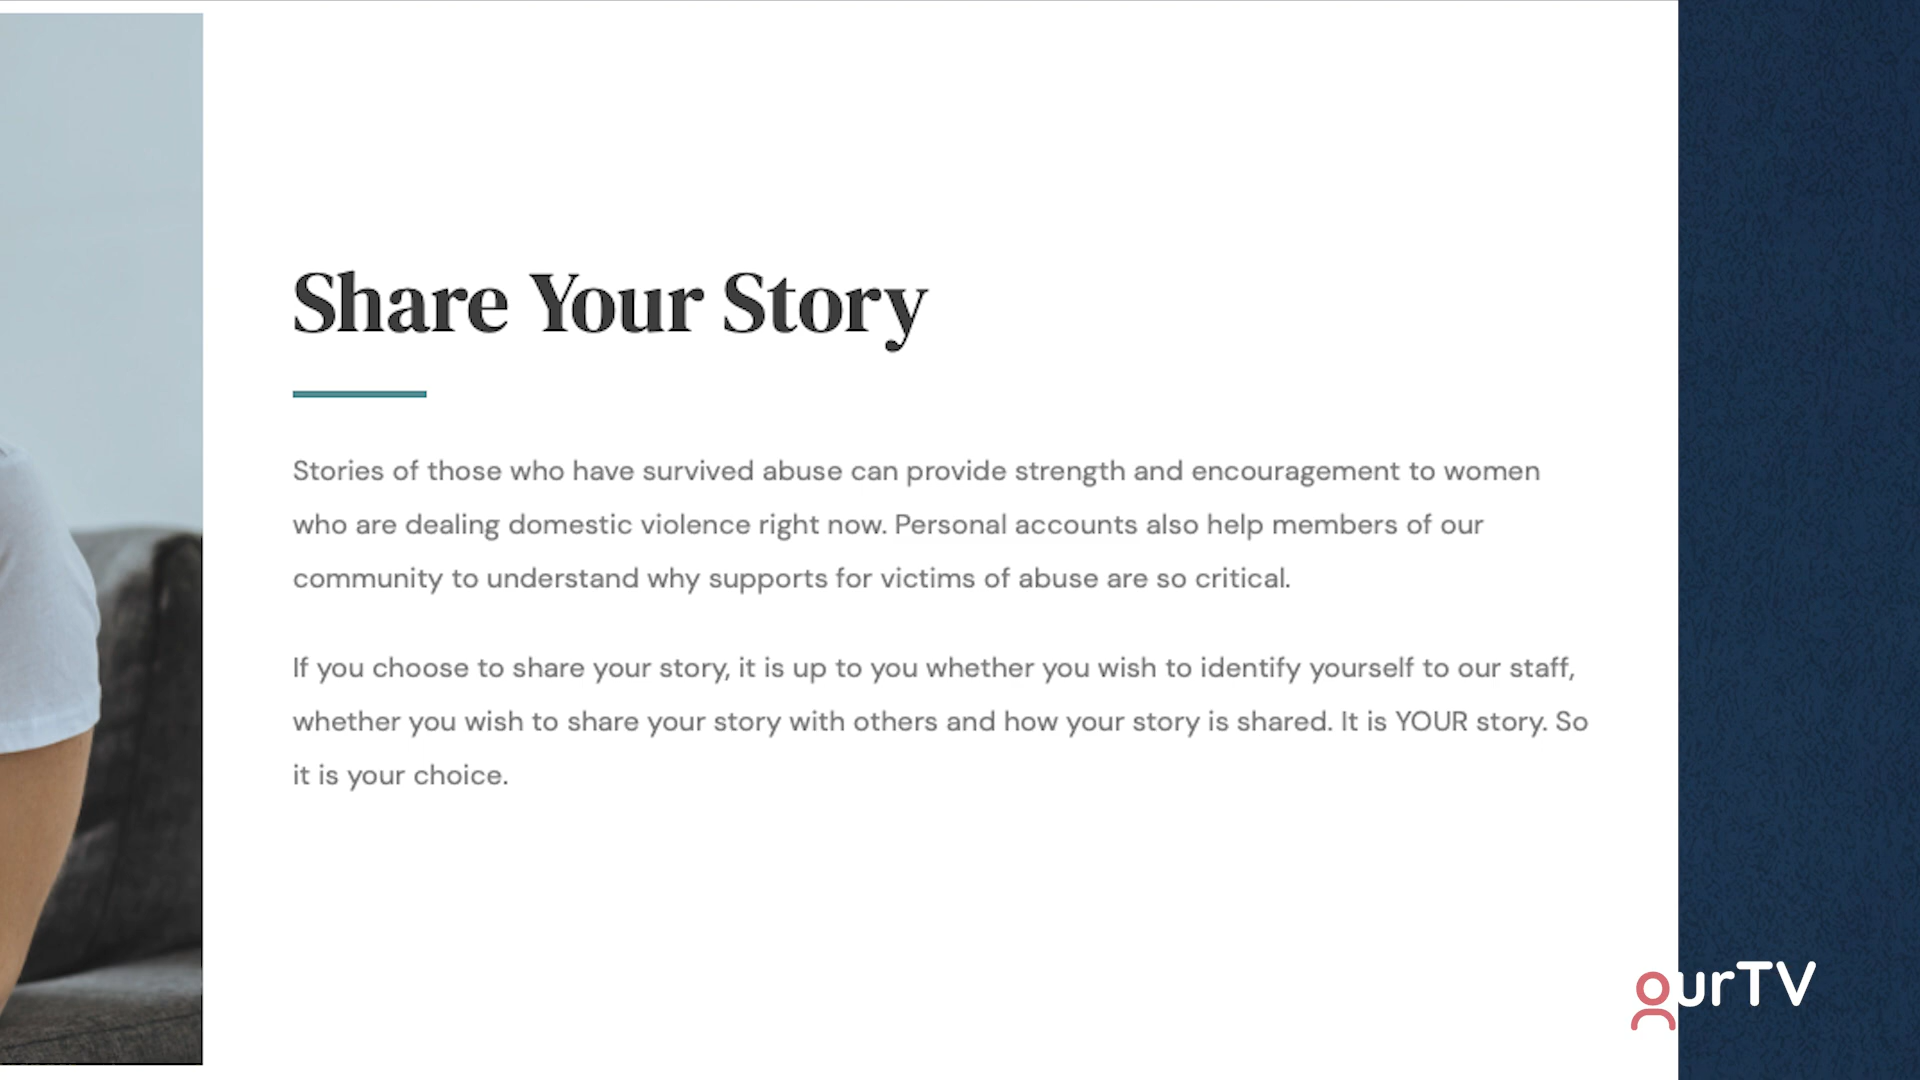 Share Your Story
Stories of those who have survived abuse can provide strength and encouragement to women
who are dealing domestic violence right now. Personal accounts also help members of our
community to understand why supports for victims of abuse are so critical.
If you choose to share your story, it is up to you whether you wish to identify yourself to our staff,
whether you wish to share your story with others and how your story is shared. It is YOUR story. So
it is your choice.
ourTV